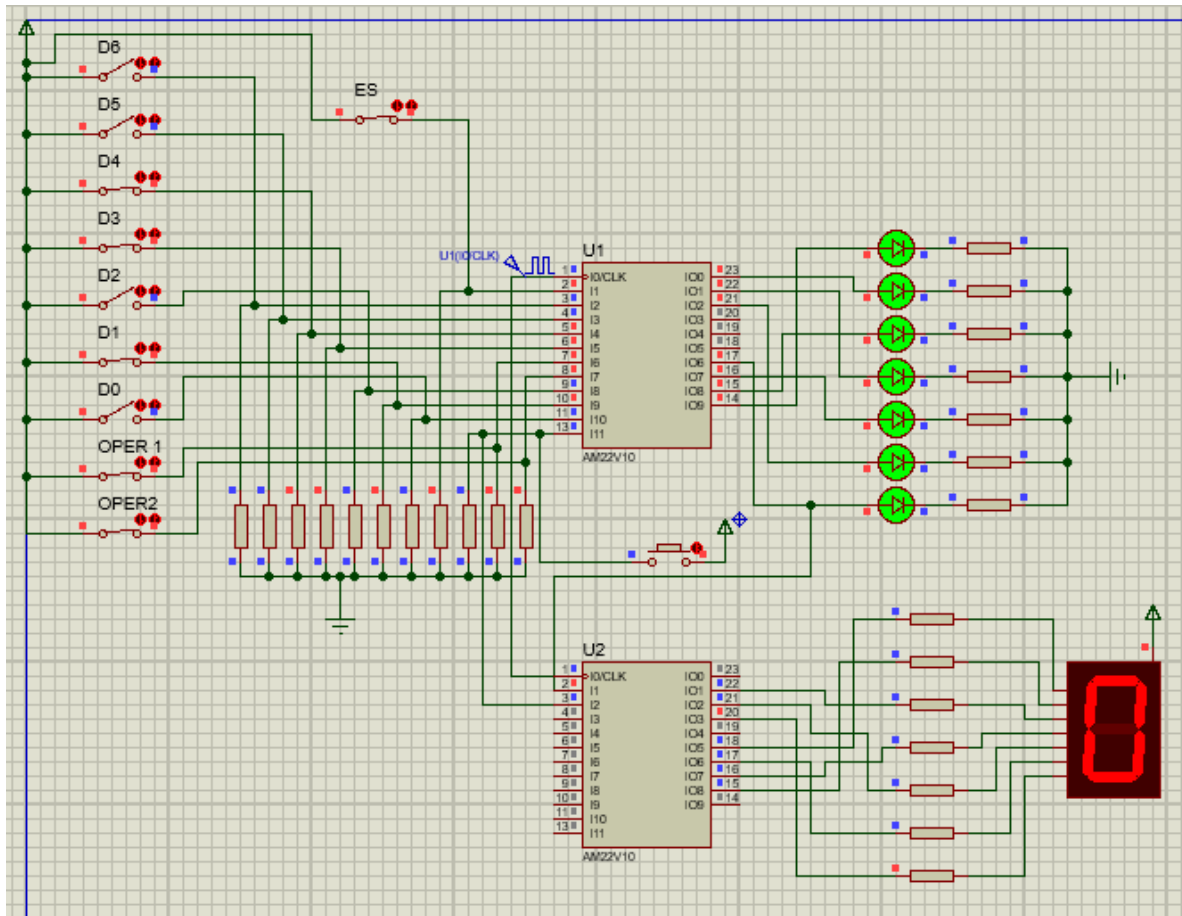 D6
D5
D4
D3
D2
D1
D0
OPER 1
OPER2
ES
U1(I0/CLK)
U1
1 I0/CLK IO0 23
2 I1 IO1 22
3 I2 IO2 21
4 I3 IO3 20
5 I4 IO4 19
6 I5 IO5 18
7 I6 IO6 17
8 I7 IO7 16
9 I8 IO8 15
10 I9 IO9 14
11 I10
13 I11
AM22V10
U2
1 I0/CLK IO0 23
2 I1 IO1 22
3 I2 IO2 21
4 I3 IO3 20
5 I4 IO4 19
6 I5 IO5 18
7 I6 IO6 17
8 I7 IO7 16
9 I8 IO8 15
10 I9 IO9 14
11 I10
13 I11
AM22V10
0